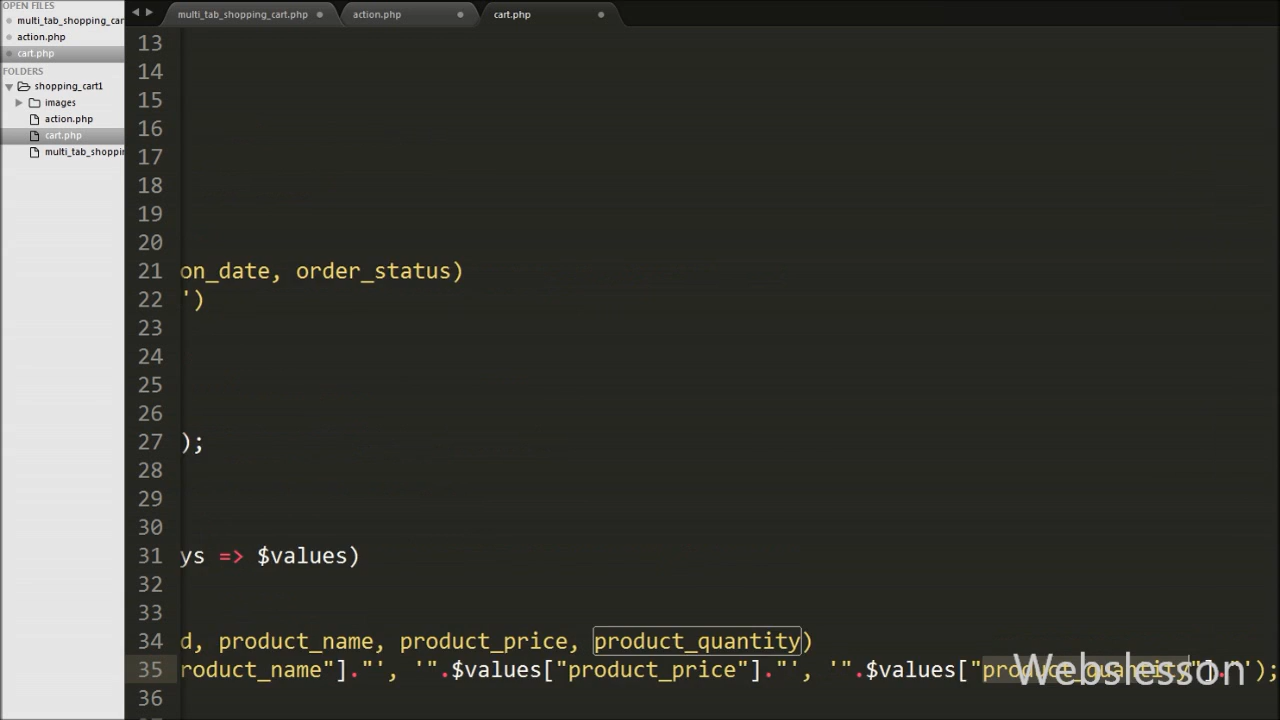 OPEN FILES
multi_tab_shopping_car
action.php
cart.php
FOLDERS
shopping_cart1
images
action.php
cart.php
multi_tab_shoppin
multi_tab_shopping_cart.php
action.php
cart.php
13
14
15
16
17
18
19
20
21 on_date, order_status)
22 ')
23
24
25
26
27 );
28
29
30
31 ys => $values)
32
33
34 d, product_name, product_price, product_quantity)
35 roduct_name"]."', '".$values["product_price"]."', '".$values["product_quantity"]."');
36
Webslesson